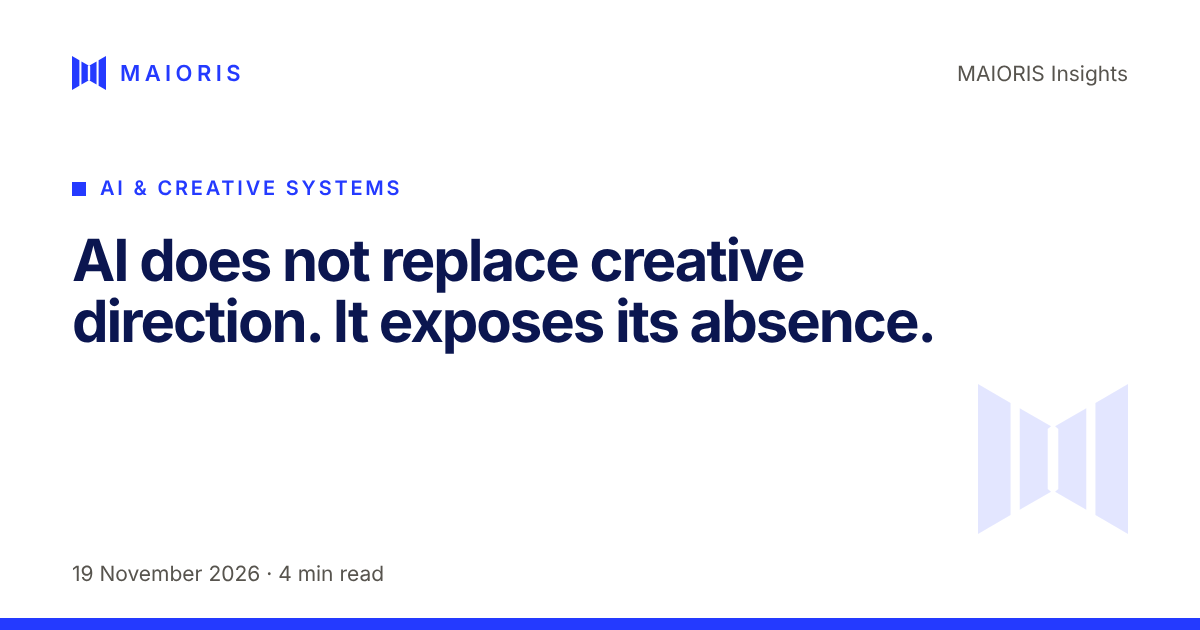 MAIORIS
MAIORIS Insights
AI & CREATIVE SYSTEMS
AI does not replace creative
direction. It exposes its absence.
19 November 2026 · 4 min read